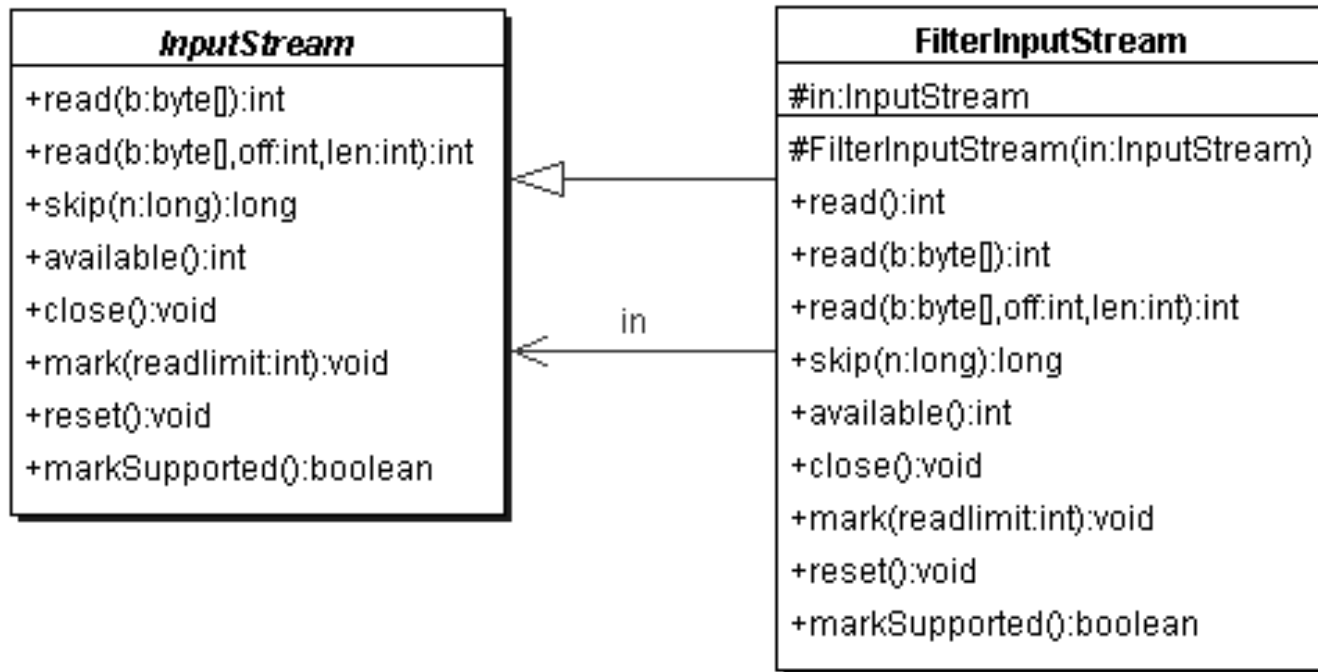 InputStream
+read(b:byte[]):int
+read(b:byte[],off:int,len:int):int
+skip(n:long):long
+available():int
+close():void
+mark(readlimit:int):void
+reset():void
+markSupported():boolean
in
FilterInputStream
#in:InputStream
#FilterInputStream(in:InputStream)
+read():int
+read(b:byte[]):int
+read(b:byte[],off:int,len:int):int
+skip(n:long):long
+available():int
+close():void
+mark(readlimit:int):void
+reset():void
+markSupported():boolean